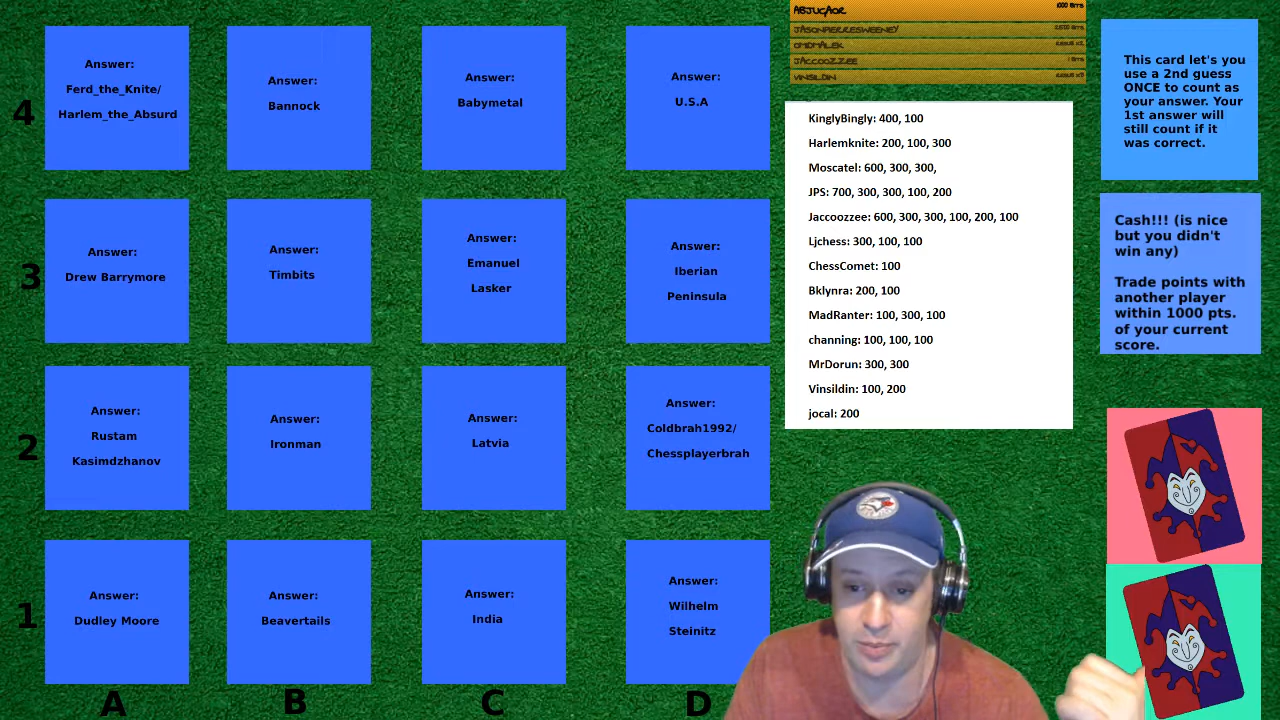 4
Answer:
Ferd_the_Knite/
Harlem_the_Absurd
Answer:
Bannock
Answer:
Babymetal
Answer:
U.S.A
3
Answer:
Drew Barrymore
Answer:
Timbits
Answer:
Emanuel
Lasker
Answer:
Iberian
Peninsula
2
Answer:
Rustam
Kasimdzhanov
Answer:
Ironman
Answer:
Latvia
Answer:
Coldbrah1992/
Chessplayerbrah
1
Answer:
Dudley Moore
Answer:
Beavertails
Answer:
India
Answer:
Wilhelm
Steinitz
A
B
C
D
ABJUCAOR
1000 Bits
JASONPIERRESWEENEY
OMIDMALEK
JACCOOZZEE
VINSILDIN
KinglyBingly: 400, 100
Harlemknite: 200, 100, 300
Moscatel: 600, 300, 300,
JPS: 700, 300, 300, 100, 200
Jaccoozzee: 600, 300, 300, 100, 200, 100
Ljchess: 300, 100, 100
ChessComet: 100
Bklynra: 200, 100
MadRanter: 100, 300, 100
channing: 100, 100, 100
MrDorun: 300, 300
Vinsildin: 100, 200
jocal: 200
This card let's you
use a 2nd guess
ONCE to count as
your answer. Your
1st answer will
still count if it
was correct.
Cash!!! (is nice
but you didn't
win any)
Trade points with
another player
within 1000 pts.
of your current
score.